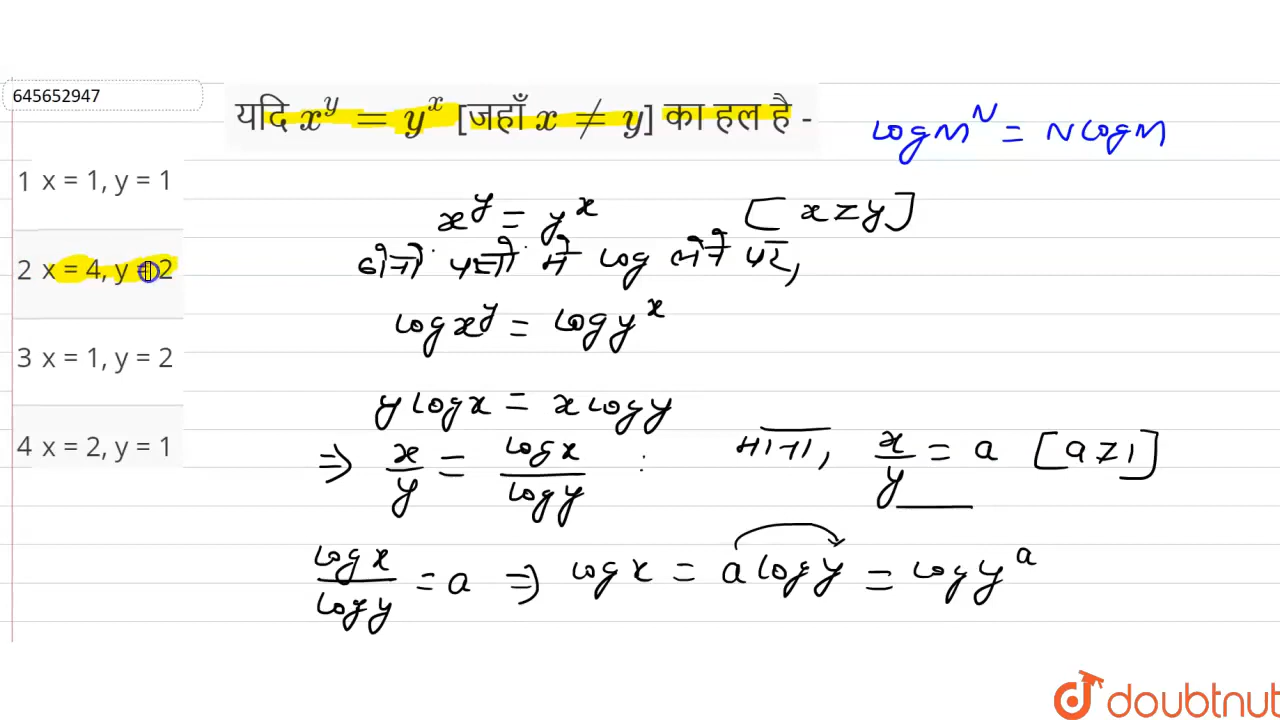 645652947
यदि x^y = y^x [जहाँ x ≠ y] का हल है -
log M^N = N log M
1 x = 1, y = 1
2 x = 4, y = 2
3 x = 1, y = 2
4 x = 2, y = 1
x^y = y^x [x ≠ y]
दोनों पक्षों में log लेने पर,
log x^y = log y^x
y log x = x log y
⇒ x/y = log x / log y माना, x/y = a [a ≠ 1]
log x / log y = a ⇒ log x = a log y = log y^a
doubtnut